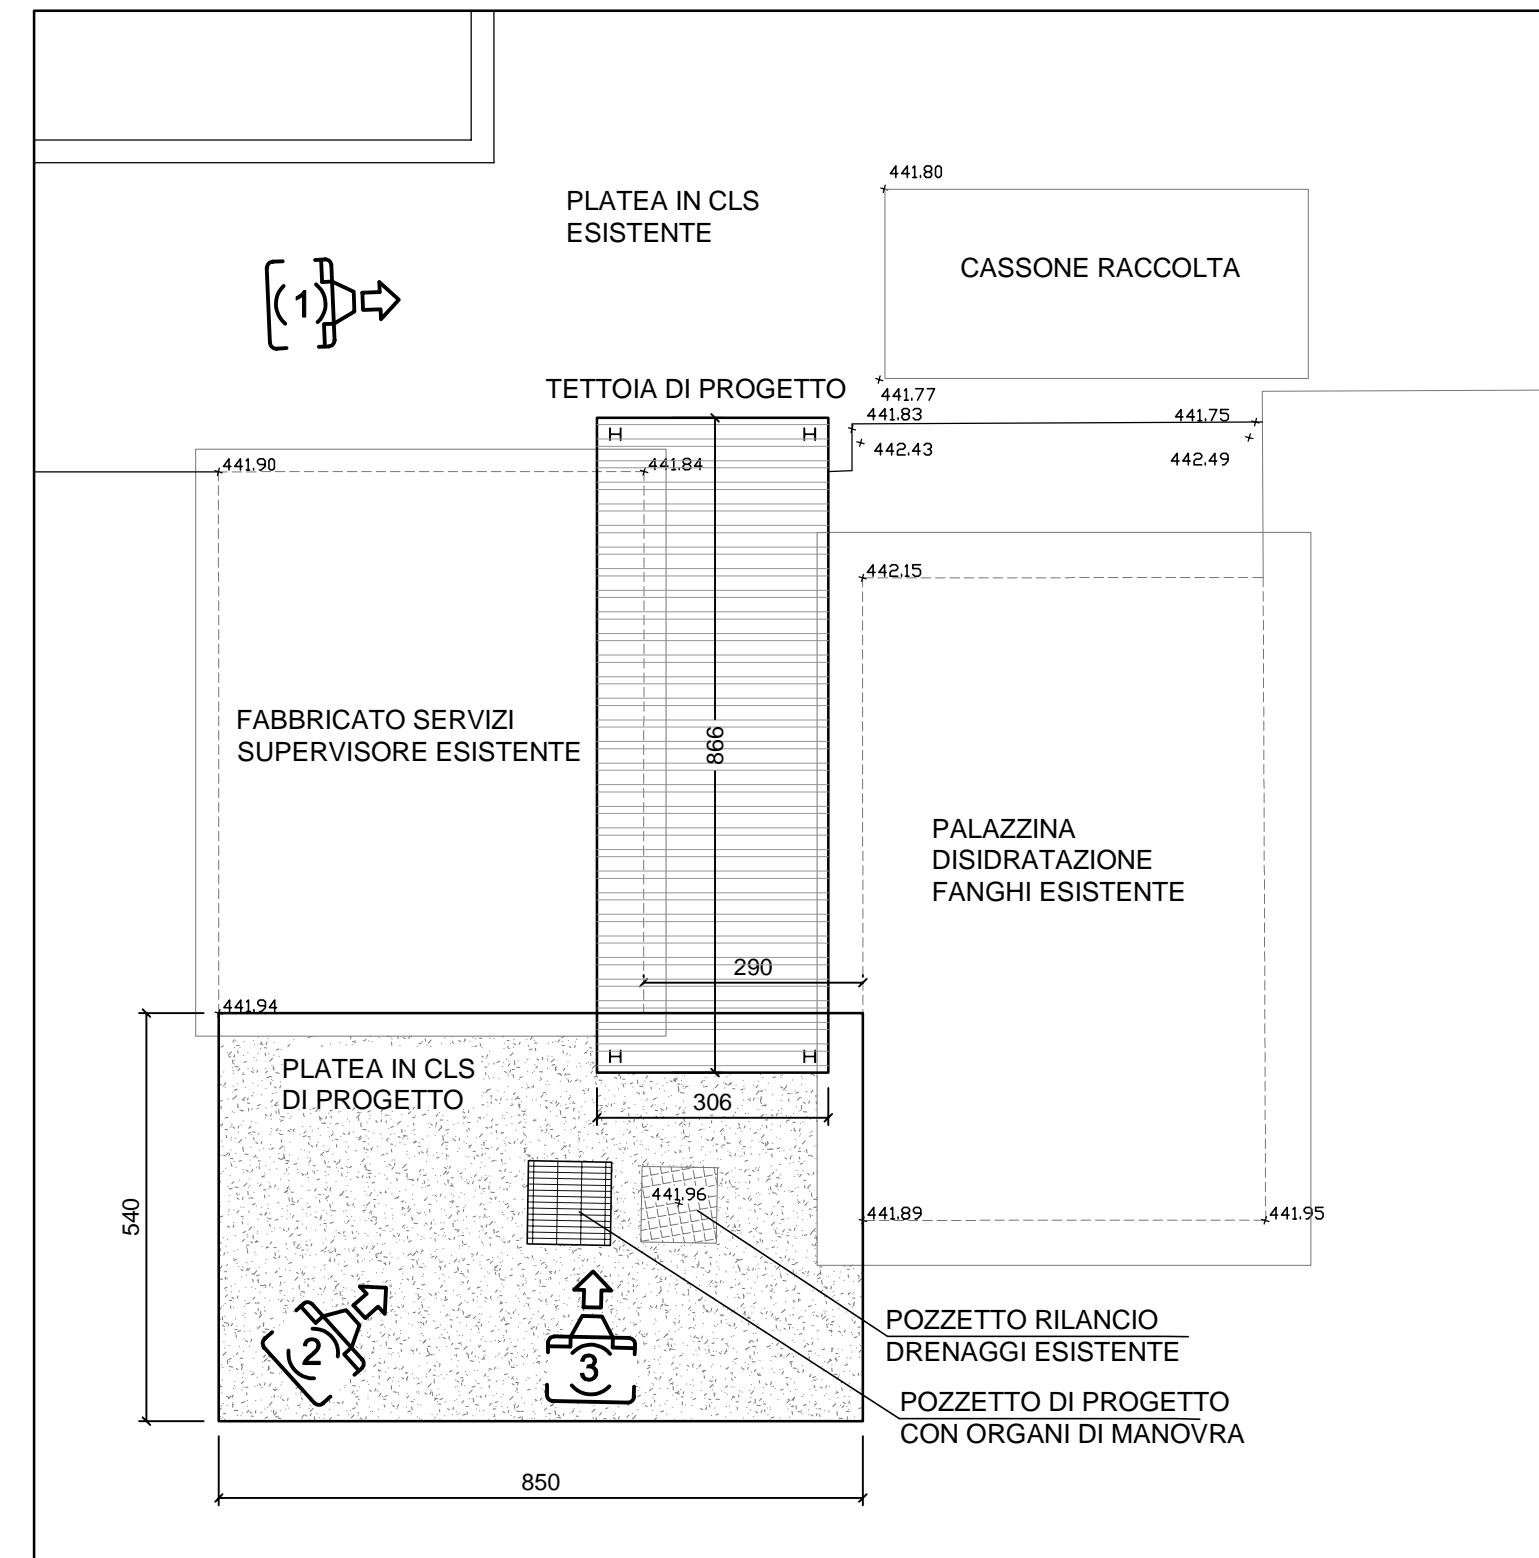 441.80
PLATEA IN CLS
ESISTENTE
CASSONE RACCOLTA
1
TETTOIA DI PROGETTO
441.77
441.83
441.75
442.43
442.49
H H
441.90
441.84
442.15
FABBRICATO SERVIZI
SUPERVISORE ESISTENTE
866
PALAZZINA
DISIDRATAZIONE
FANGHI ESISTENTE
290
441.94
H H
PLATEA IN CLS
DI PROGETTO
306
540
441.96
441.89
441.95
POZZETTO RILANCIO
DRENAGGI ESISTENTE
2
3
POZZETTO DI PROGETTO
CON ORGANI DI MANOVRA
850